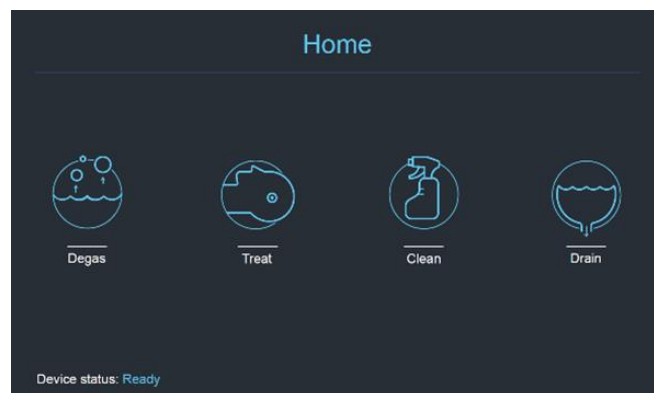 Home
Degas
Treat
Clean
Drain
Device status: Ready